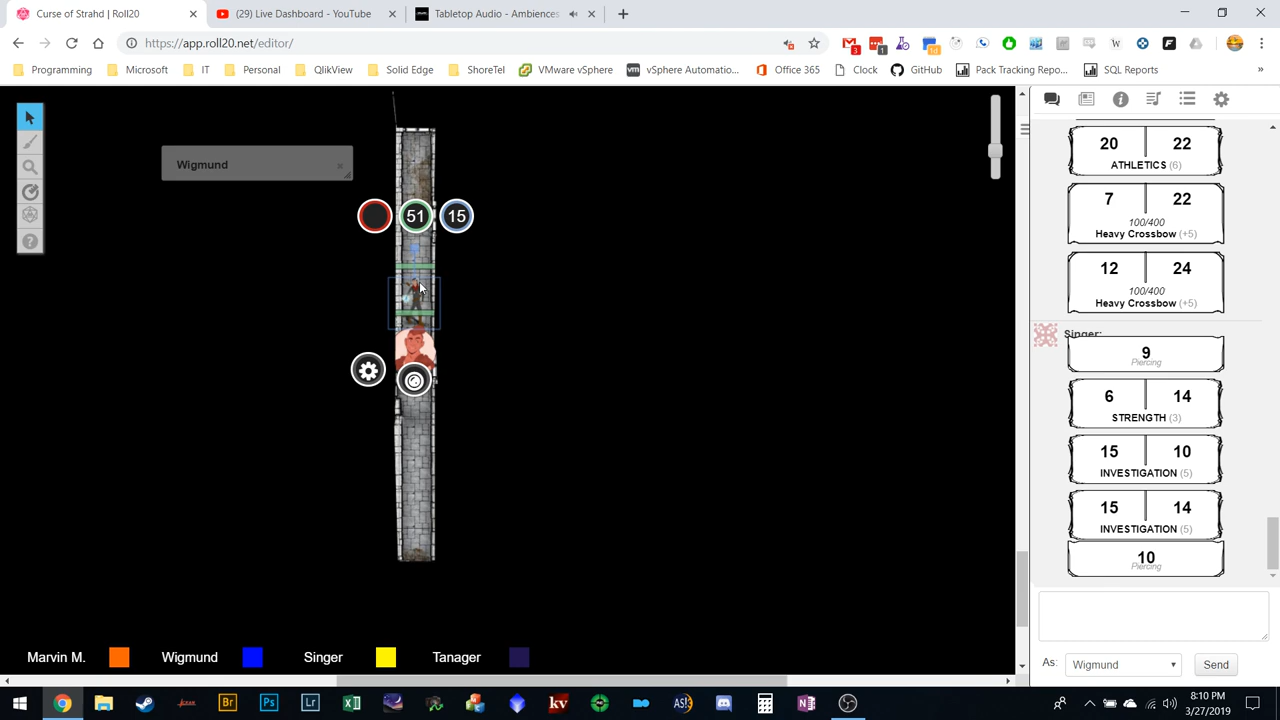 Curse of Strahd | Roll20
(29) Live Dashboard - YouTube
Tabletop Audio - Ambiences
https://app.roll20.net/editor/
Programming
Microsoft
IT
Personal
QlikView
Solid Edge
ShoreTel
VMware vSphere
vSphere Automatio...
Office 365
Clock
GitHub
Pack Tracking Repo...
SQL Reports
Wigmund
51
15
20 22
ATHLETICS (6)
7 22
100/400
Heavy Crossbow (+5)
12 24
100/400
Heavy Crossbow (+5)
Singer:
9
Piercing
6 14
STRENGTH (3)
15 10
INVESTIGATION (5)
15 14
INVESTIGATION (5)
10
Piercing
As:
Wigmund
Send
Marvin M.
Wigmund
Singer
Tanager
8:10 PM
3/27/2019